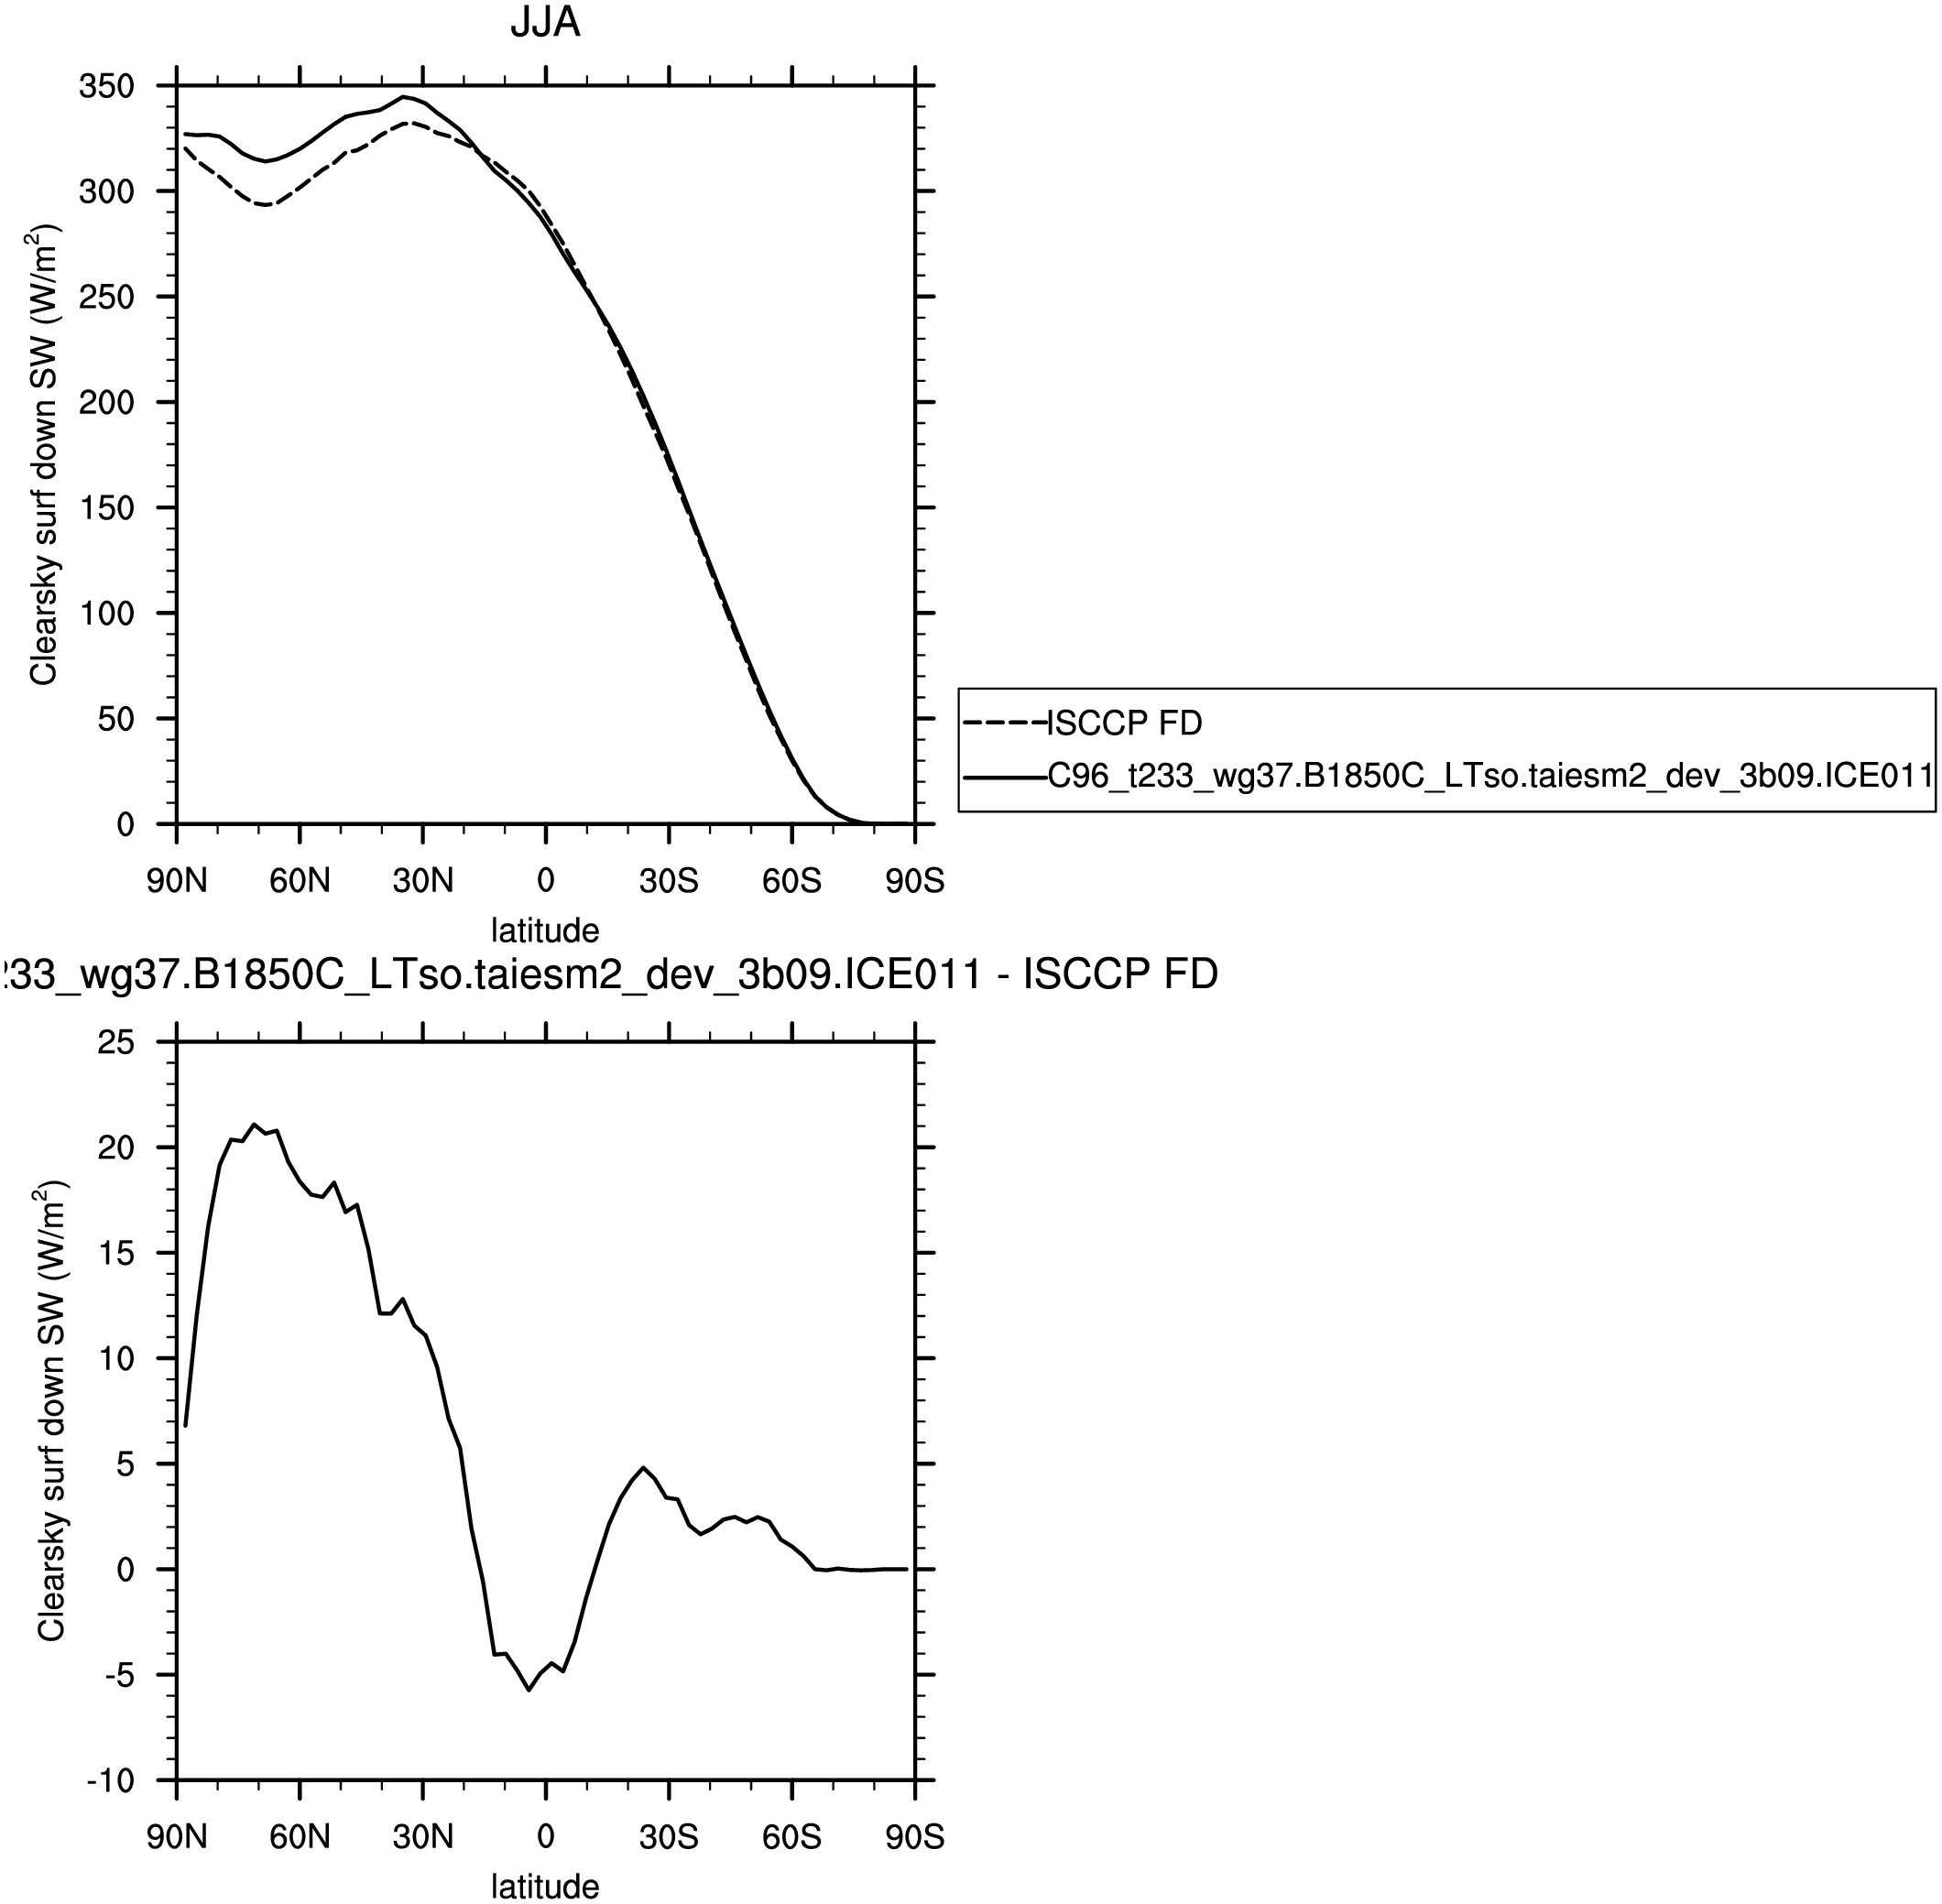 JJA
350
300
250
200
150
100
50
0
Clearsky surf down SW (W/m²)
90N 60N 30N 0 30S 60S 90S
latitude
ISCCP FD
C96_t233_wg37.B1850C_LTso.taiesm2_dev_3b09.ICE011
33_wg37.B1850C_LTso.taiesm2_dev_3b09.ICE011 - ISCCP FD
25
20
15
10
5
0
-5
-10
Clearsky surf down SW (W/m²)
90N 60N 30N 0 30S 60S 90S
latitude